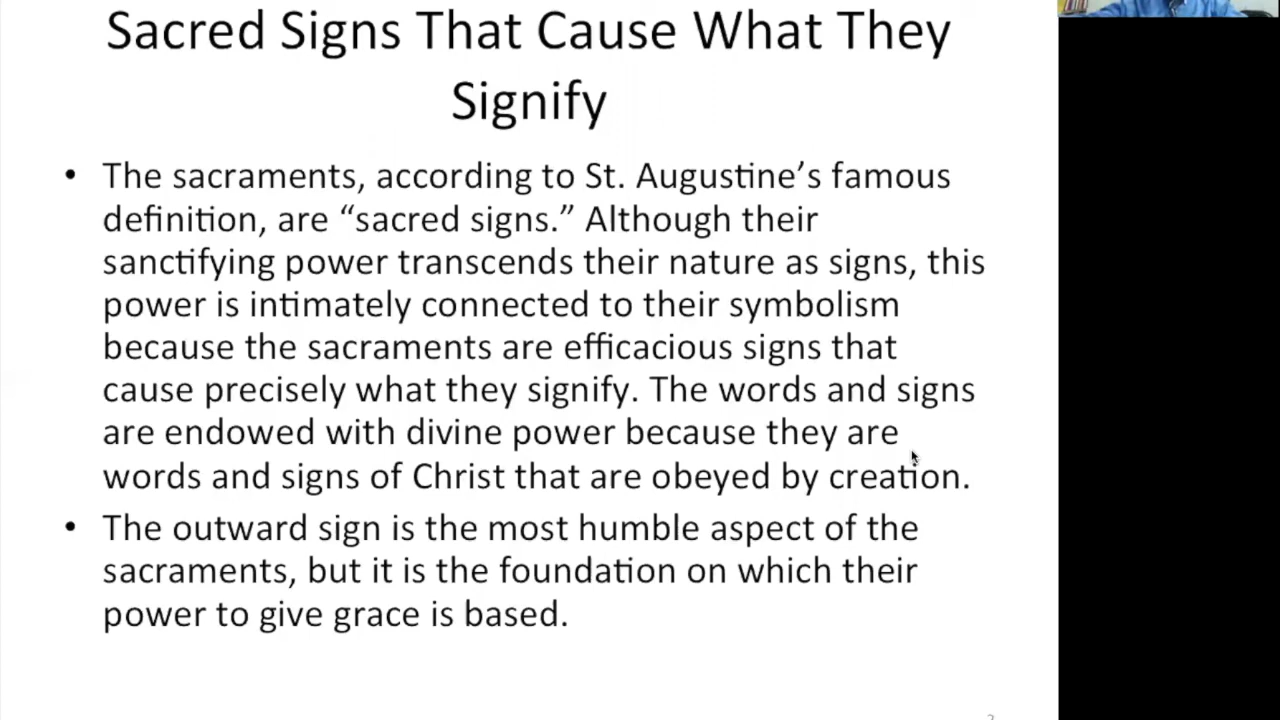 Sacred Signs That Cause What They
Signify
• The sacraments, according to St. Augustine’s famous
definition, are “sacred signs.” Although their
sanctifying power transcends their nature as signs, this
power is intimately connected to their symbolism
because the sacraments are efficacious signs that
cause precisely what they signify. The words and signs
are endowed with divine power because they are
words and signs of Christ that are obeyed by creation.
• The outward sign is the most humble aspect of the
sacraments, but it is the foundation on which their
power to give grace is based.